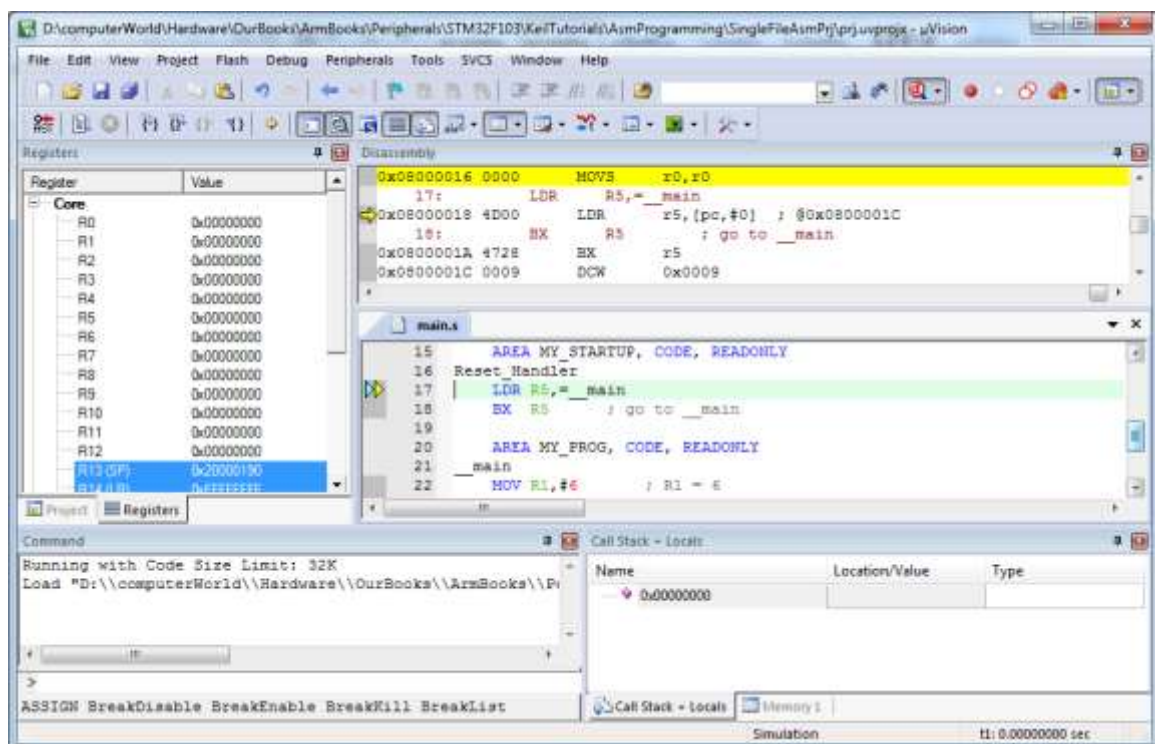 D:\computerWorld\Hardware\OurBooks\ArmBooks\Peripherals\STM32F103\KeilTutorials\AsmProgramming\SingleFileAsmPrj\prj.uvprojx - µVision
File Edit View Project Flash Debug Peripherals Tools SVCS Window Help
Registers
Register Value
Core
R0 0x00000000
R1 0x00000000
R2 0x00000000
R3 0x00000000
R4 0x00000000
R5 0x00000000
R6 0x00000000
R7 0x00000000
R8 0x00000000
R9 0x00000000
R10 0x00000000
R11 0x00000000
R12 0x00000000
R13 (SP) 0x20000190
R14 (LR) 0xFFFFFFFF
Project Registers
Disassembly
0x08000016 0000 MOVS r0,r0
17: LDR R5,=__main
0x08000018 4D00 LDR r5,[pc,#0] ; @0x0800001C
18: BX R5 ; go to __main
0x0800001A 4728 BX r5
0x0800001C 0009 DCW 0x0009
main.s
15 AREA MY_STARTUP, CODE, READONLY
16 Reset_Handler
17 LDR R5,=__main
18 BX R5 ; go to __main
19
20 AREA MY_PROG, CODE, READONLY
21 __main
22 MOV R1,#6 ; R1 = 6
Command
Running with Code Size Limit: 32K
Load "D:\\computerWorld\\Hardware\\OurBooks\\ArmBooks\\Pe
>
ASSIGN BreakDisable BreakEnable BreakKill BreakList
Call Stack + Locals
Name Location/Value Type
0x00000000
Call Stack + Locals Memory 1
Simulation t1: 0.00000000 sec